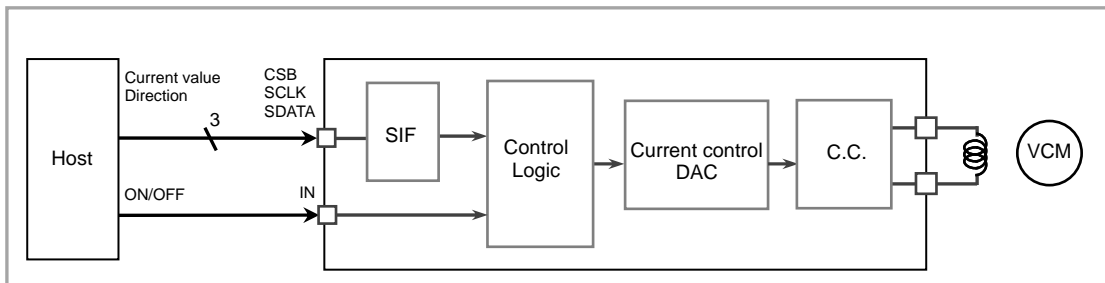 Host
Current value
Direction
3
CSB
SCLK
SDATA
ON/OFF
IN
SIF
Control
Logic
Current control
DAC
C.C.
VCM